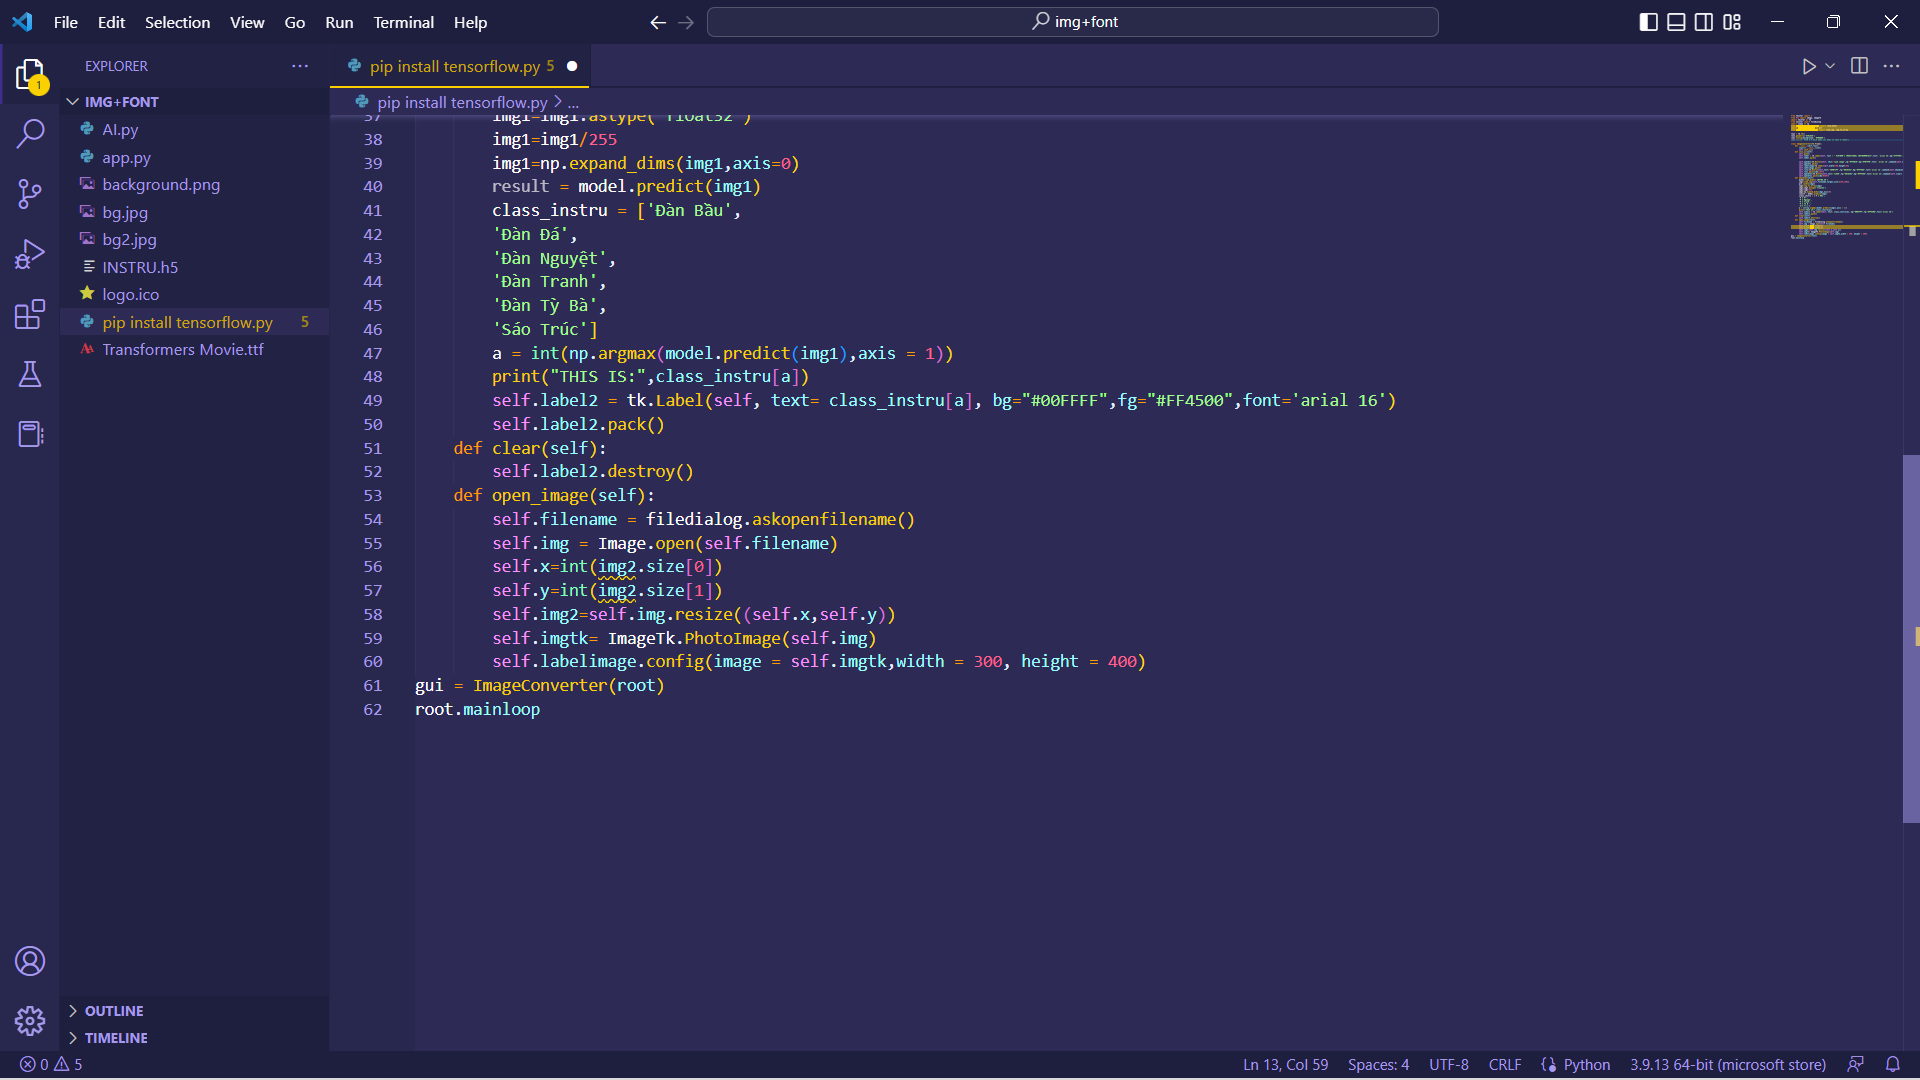 File Edit Selection View Go Run Terminal Help
img+font
EXPLORER
IMG+FONT
AI.py
app.py
background.png
bg.jpg
bg2.jpg
INSTRU.h5
logo.ico
pip install tensorflow.py 5
Transformers Movie.ttf
OUTLINE
TIMELINE
1
pip install tensorflow.py 5
pip install tensorflow.py > ...
37 img1=img1.astype("float32")
38 img1=img1/255
39 img1=np.expand_dims(img1,axis=0)
40 result = model.predict(img1)
41 class_instru = ['Đàn Bầu',
42 'Đàn Đá',
43 'Đàn Nguyệt',
44 'Đàn Tranh',
45 'Đàn Tỳ Bà',
46 'Sáo Trúc']
47 a = int(np.argmax(model.predict(img1),axis = 1))
48 print("THIS IS:",class_instru[a])
49 self.label2 = tk.Label(self, text= class_instru[a], bg="#00FFFF",fg="#FF4500",font='arial 16')
50 self.label2.pack()
51 def clear(self):
52 self.label2.destroy()
53 def open_image(self):
54 self.filename = filedialog.askopenfilename()
55 self.img = Image.open(self.filename)
56 self.x=int(img2.size[0])
57 self.y=int(img2.size[1])
58 self.img2=self.img.resize((self.x,self.y))
59 self.imgtk= ImageTk.PhotoImage(self.img)
60 self.labelimage.config(image = self.imgtk,width = 300, height = 400)
61 gui = ImageConverter(root)
62 root.mainloop
0 5
Ln 13, Col 59 Spaces: 4 UTF-8 CRLF Python 3.9.13 64-bit (microsoft store)